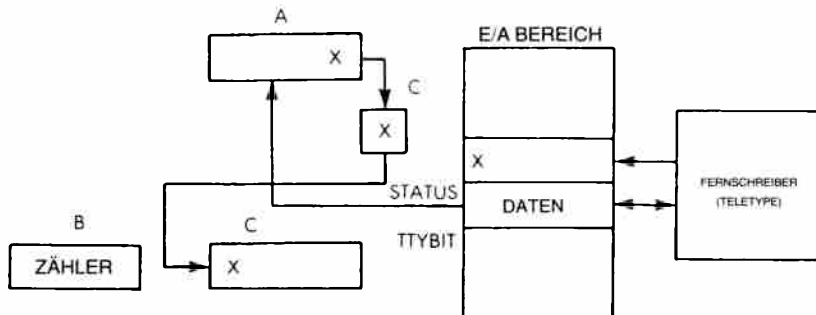 A
E/A BEREICH
X
C
X
X
STATUS
DATEN
FERNSCHREIBER
(TELETYPE)
B
C
TTYBIT
ZÄHLER
X